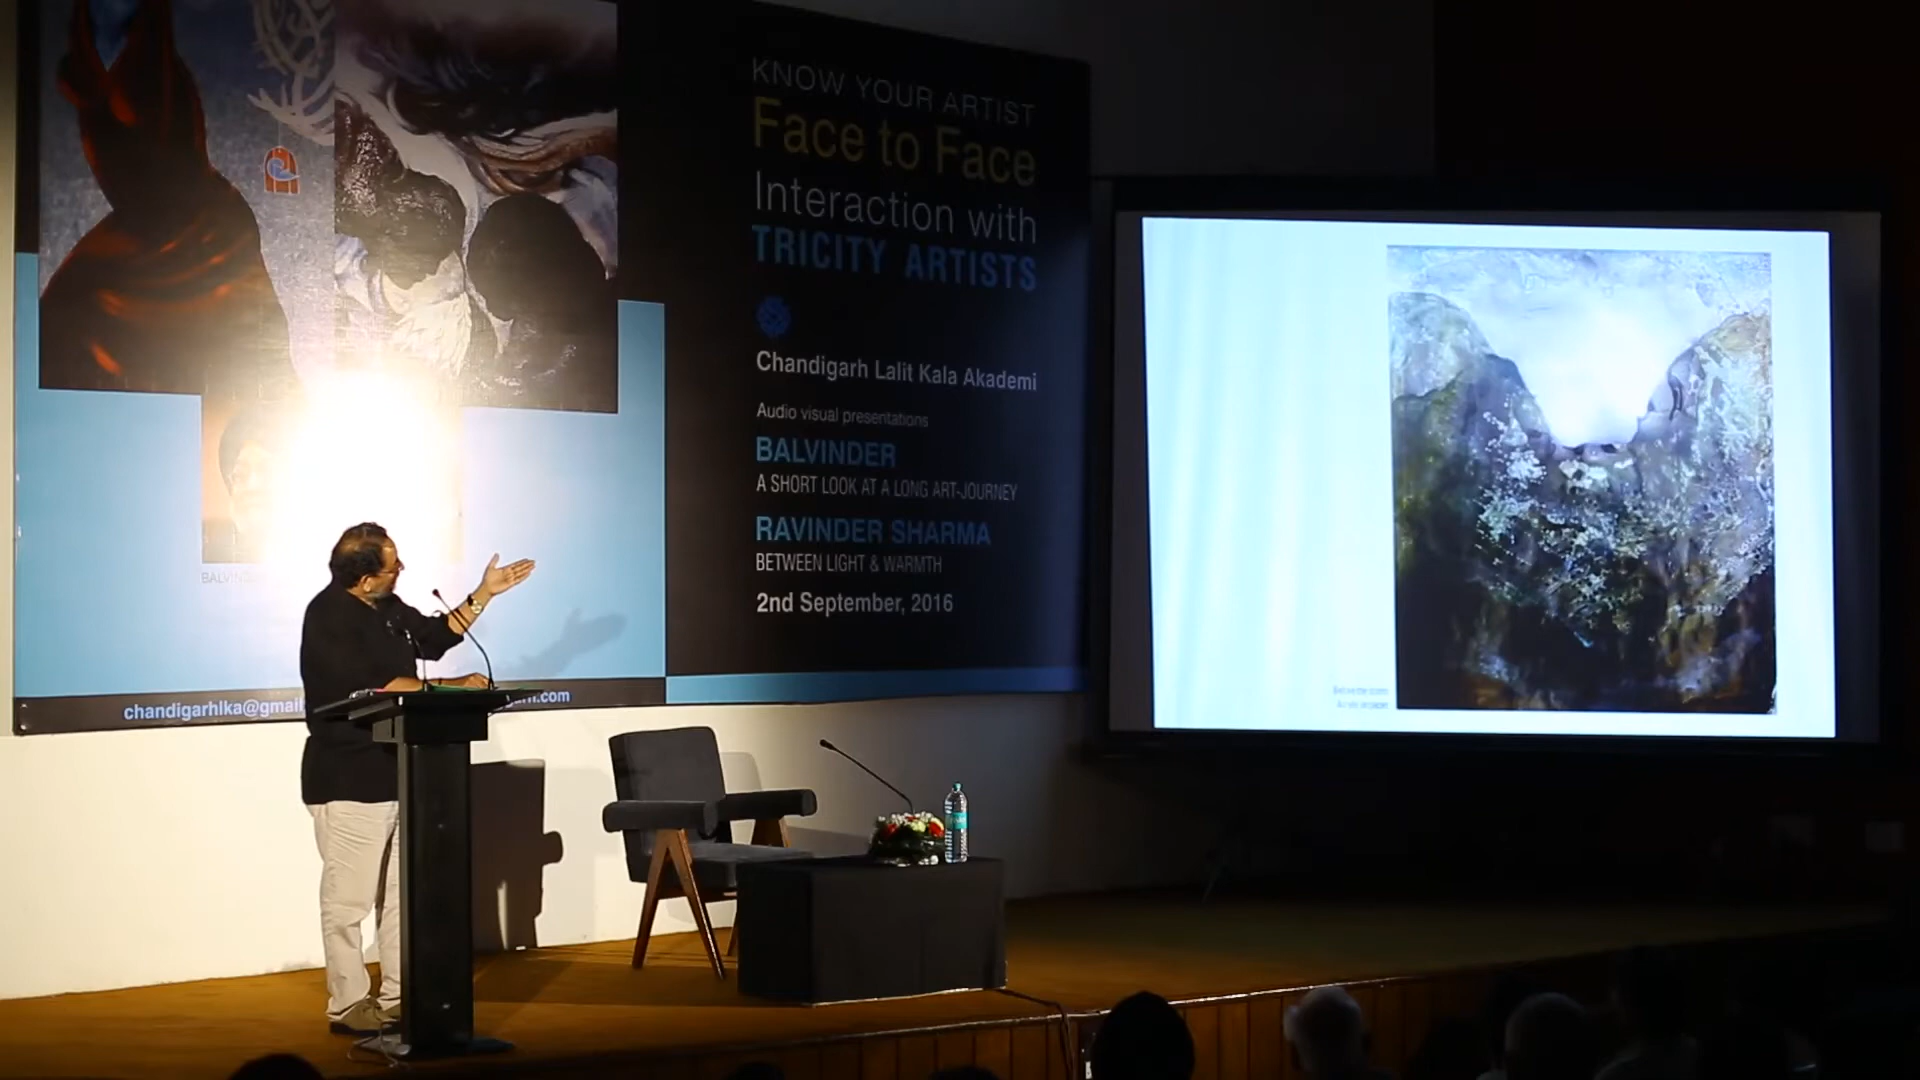 KNOW YOUR ARTIST
Face to Face
Interaction with
TRICITY ARTISTS
Chandigarh Lalit Kala Akademi
Audio visual presentations
BALVINDER
A SHORT LOOK AT A LONG ART-JOURNEY
RAVINDER SHARMA
BETWEEN LIGHT & WARMTH
2nd September, 2016
chandigarhlka@gmail
.com